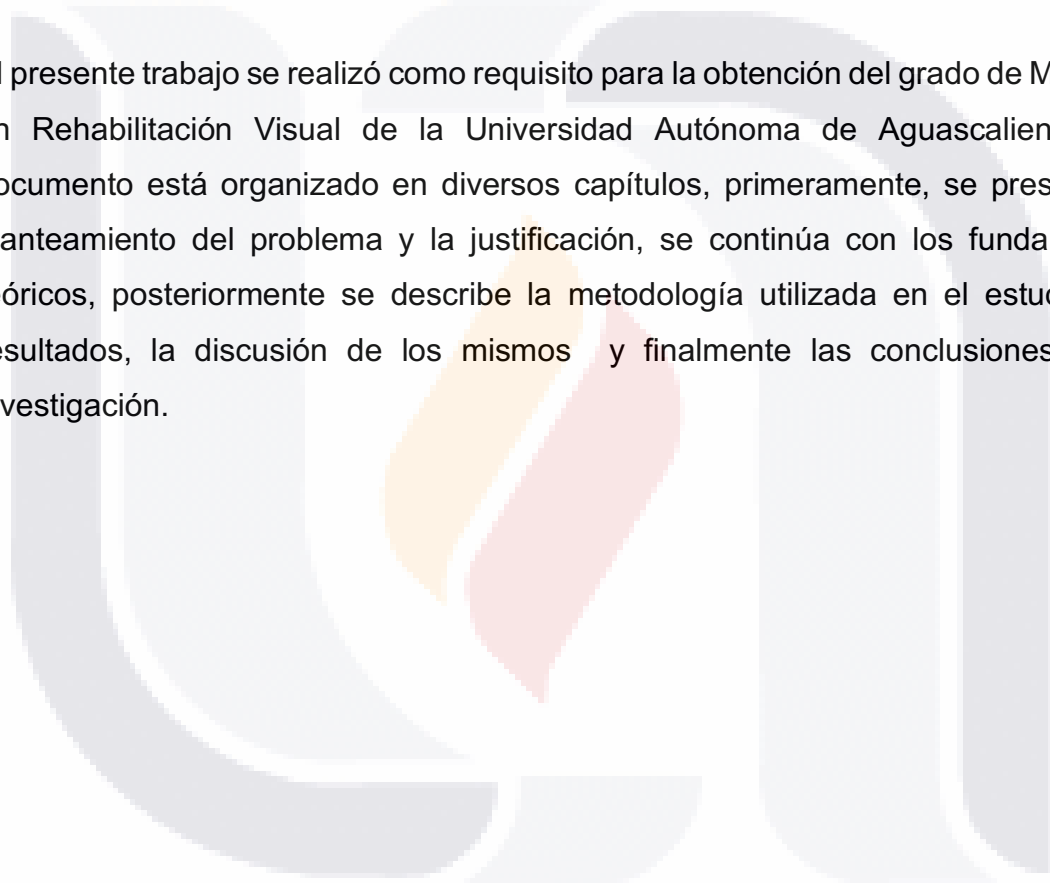 l presente trabajo se realizó como requisito para la obtención del grado de M
n Rehabilitación Visual de la Universidad Autónoma de Aguascalien
ocumento está organizado en diversos capítulos, primeramente, se pres
anteamiento del problema y la justificación, se continúa con los funda
eóricos, posteriormente se describe la metodología utilizada en el estud
esultados, la discusión de los mismos y finalmente las conclusiones
vestigación.